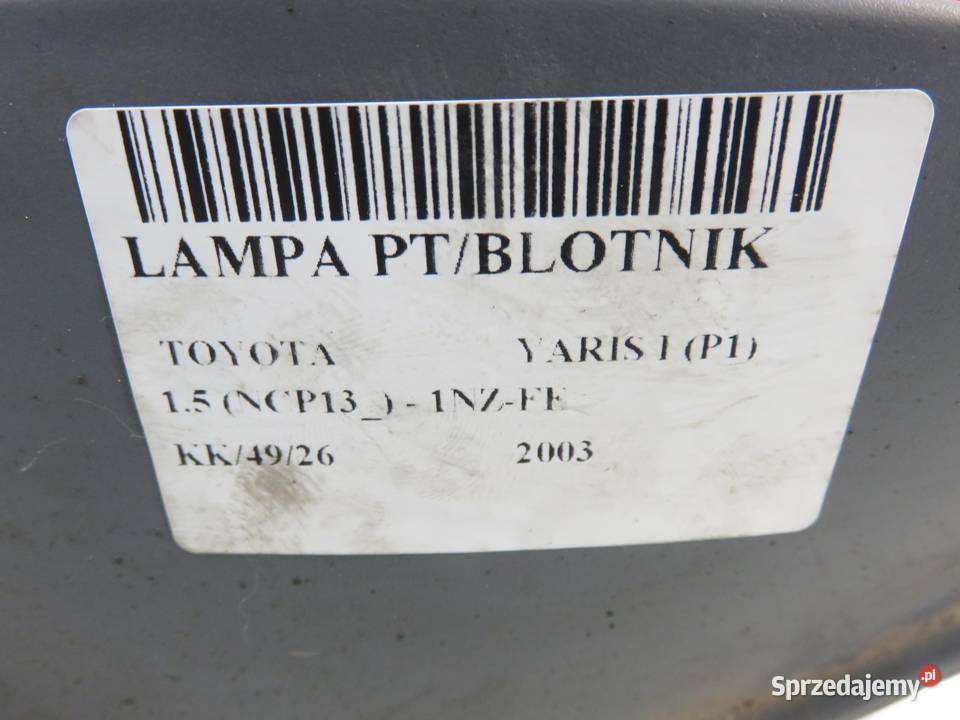 LAMPA PT/BLOTNIK
TOYOTA YARIS I (P1)
1.5 (NCP13_) - 1NZ-FE
KK/49/26 2003
Sprzedajemy.pl